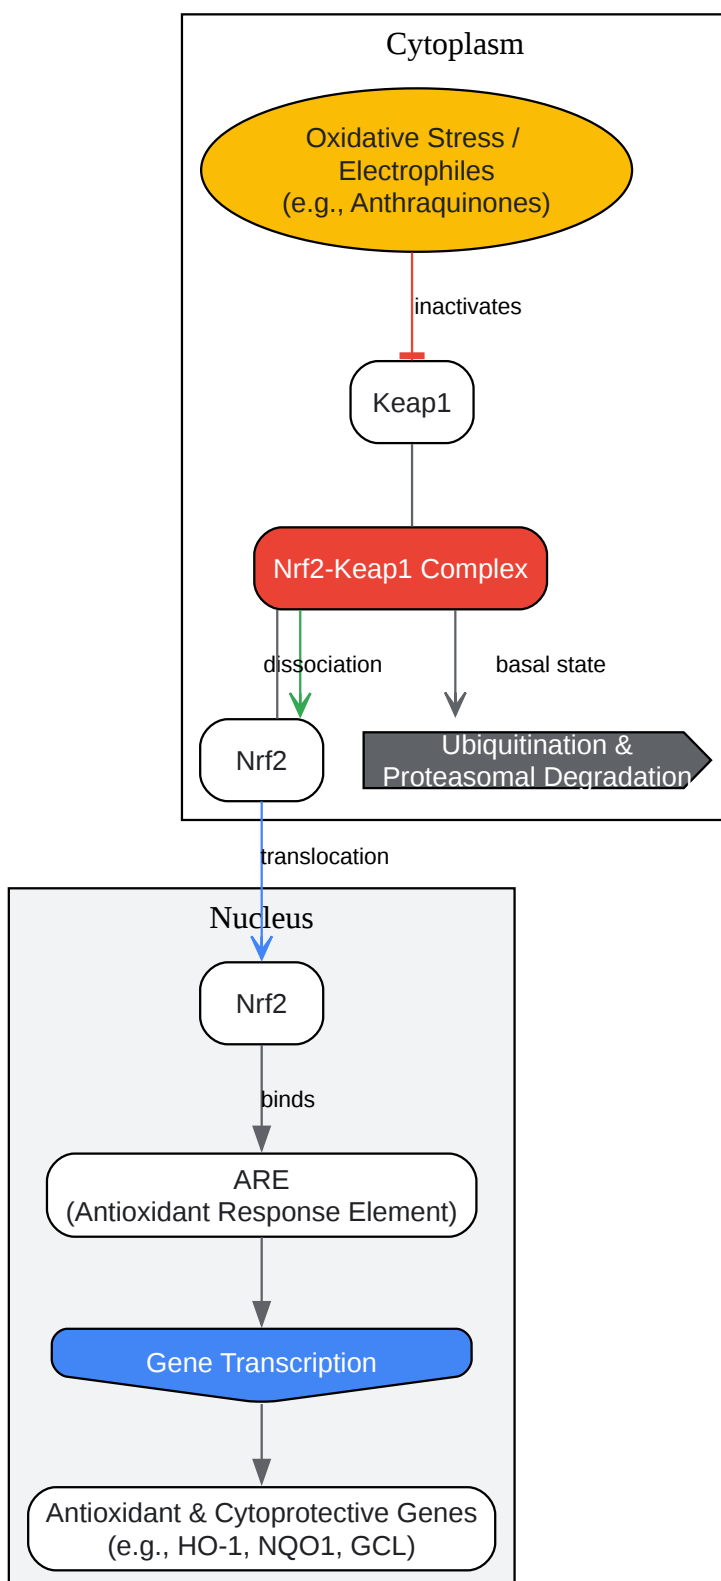 Cytoplasm
Oxidative Stress /
Electrophiles
(e.g., Anthraquinones)
inactivates
Keap1
Nrf2-Keap1 Complex
dissociation
basal state
Nrf2
Ubiquitination &
Proteasomal Degradation
translocation
Nucleus
Nrf2
binds
ARE
(Antioxidant Response Element)
Gene Transcription
Antioxidant & Cytoprotective Genes
(e.g., HO-1, NQO1, GCL)